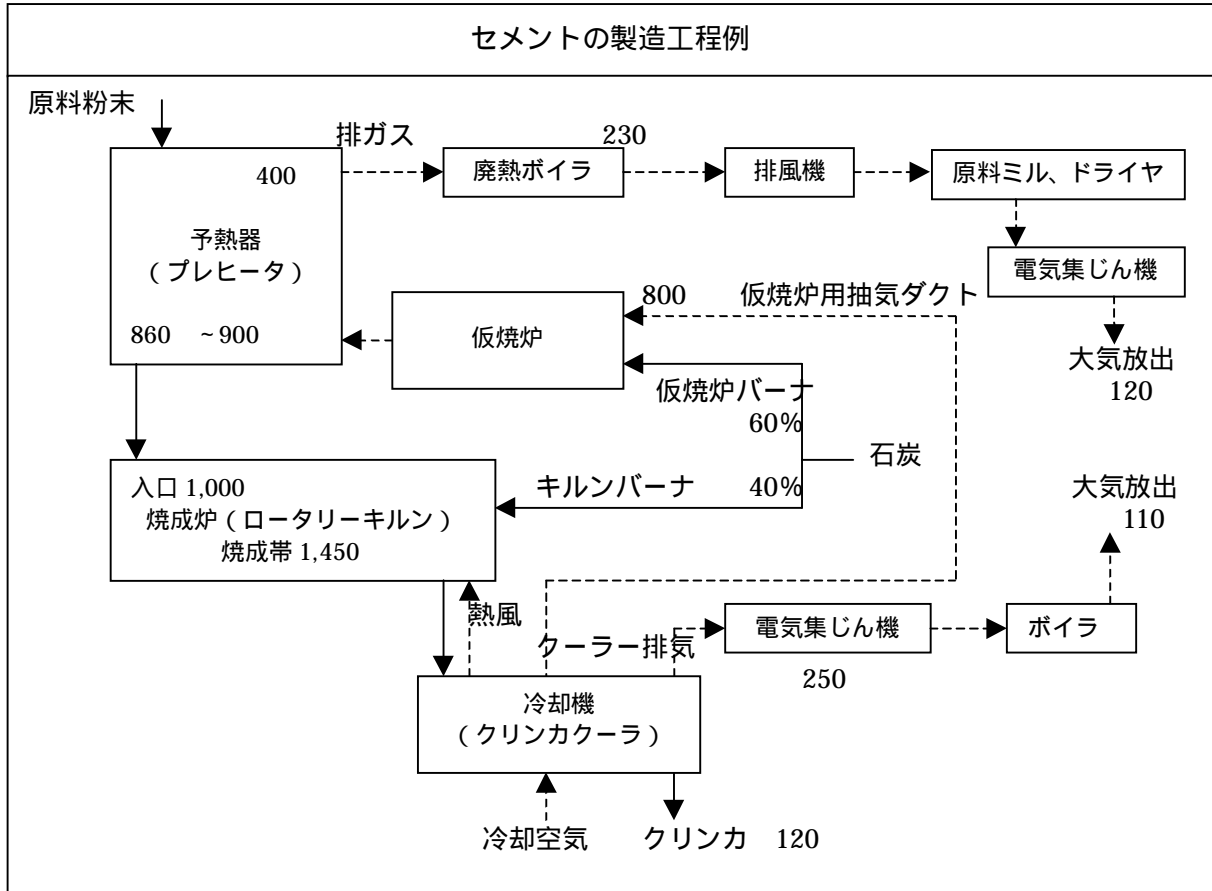 セメントの製造工程例
原料粉末
排ガス
230
400
廃熱ボイラ
排風機
原料ミル、ドライヤ
予熱器
(プレヒータ)
電気集じん機
860 ~900
仮焼炉
800
仮焼炉用抽気ダクト
大気放出
120
仮焼炉バーナ
60%
石炭
キルンバーナ 40%
入口 1,000
焼成炉(ロータリーキルン)
焼成帯 1,450
大気放出
110
熱風
クーラー排気
電気集じん機
ボイラ
250
冷却機
(クリンカクーラ)
冷却空気
クリンカ 120